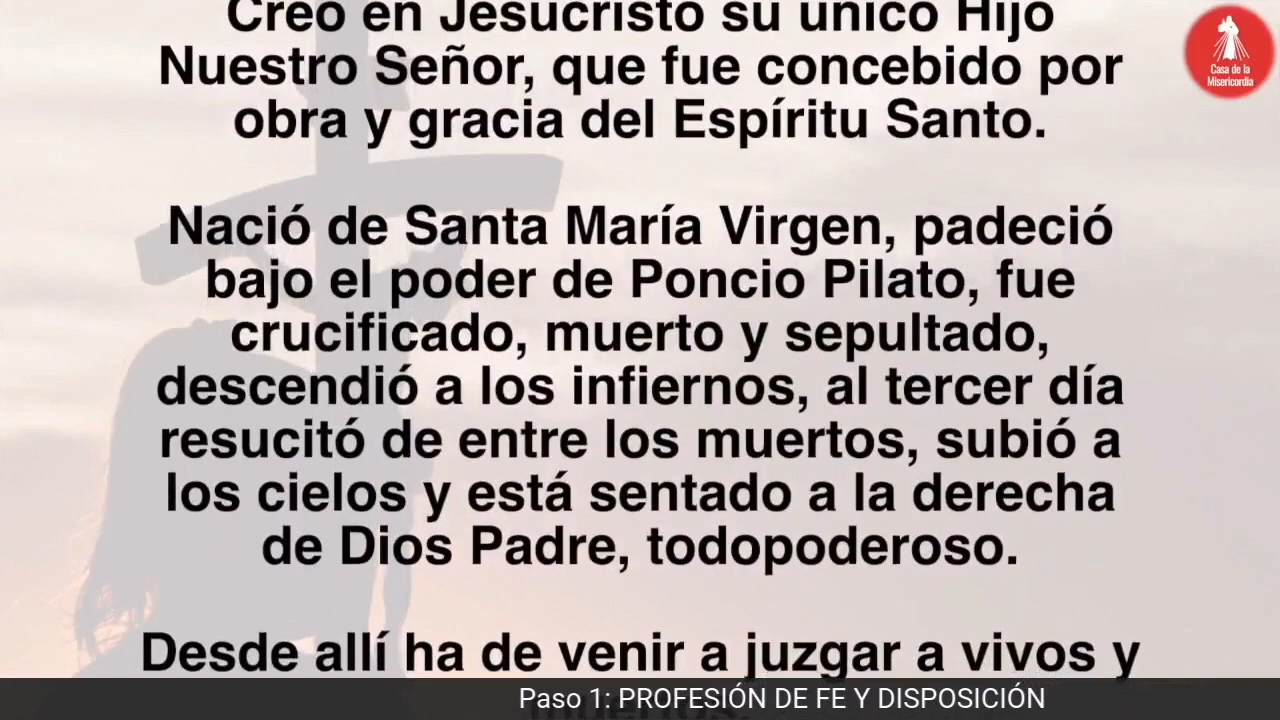 Creo en Jesucristo su único Hijo
Nuestro Señor, que fue concebido por
obra y gracia del Espíritu Santo.
Nació de Santa María Virgen, padeció
bajo el poder de Poncio Pilato, fue
crucificado, muerto y sepultado,
descendió a los infiernos, al tercer día
resucitó de entre los muertos, subió a
los cielos y está sentado a la derecha
de Dios Padre, todopoderoso.
Desde allí ha de venir a juzgar a vivos y
Casa de la
Misericordia
Paso 1: PROFESIÓN DE FE Y DISPOSICIÓN